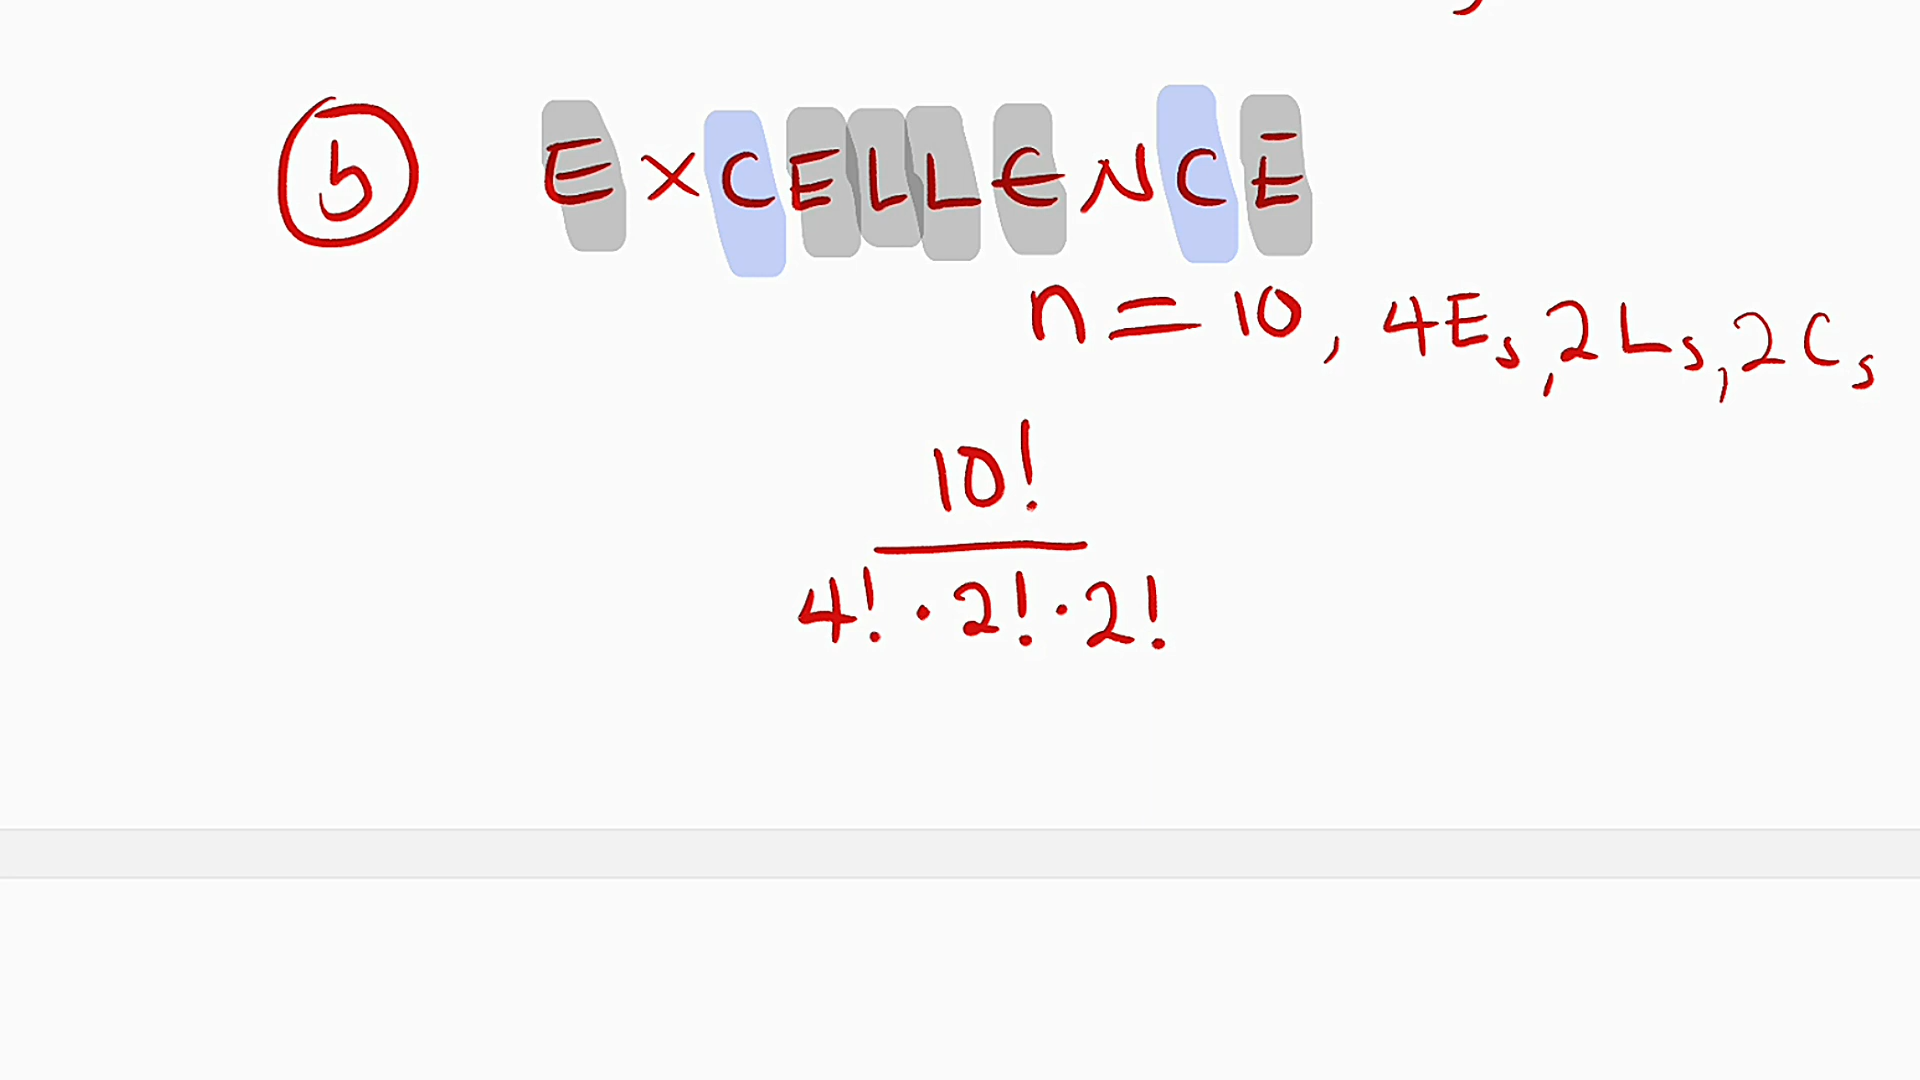 b EXCELLENCE
n = 10, 4Es, 2Ls, 2Cs
10!
4! · 2! · 2!